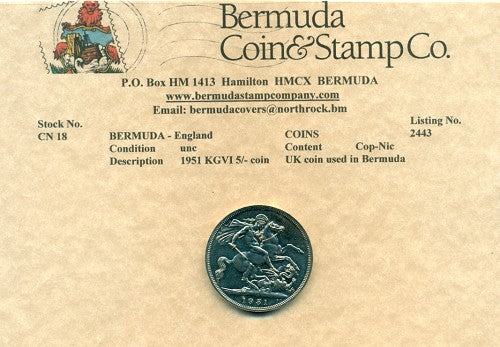 Bermuda
Coin&Stamp Co.
P.O. Box HM 1413 Hamilton HMCX BERMUDA
www.bermudastampcompany.com
Email: bermudacovers@northrock.bm
Stock No. Listing No.
CN 18 BERMUDA - England COINS 2443
Condition unc Content Cop-Nic
Description 1951 KGVI 5/- coin UK coin used in Bermuda
1951